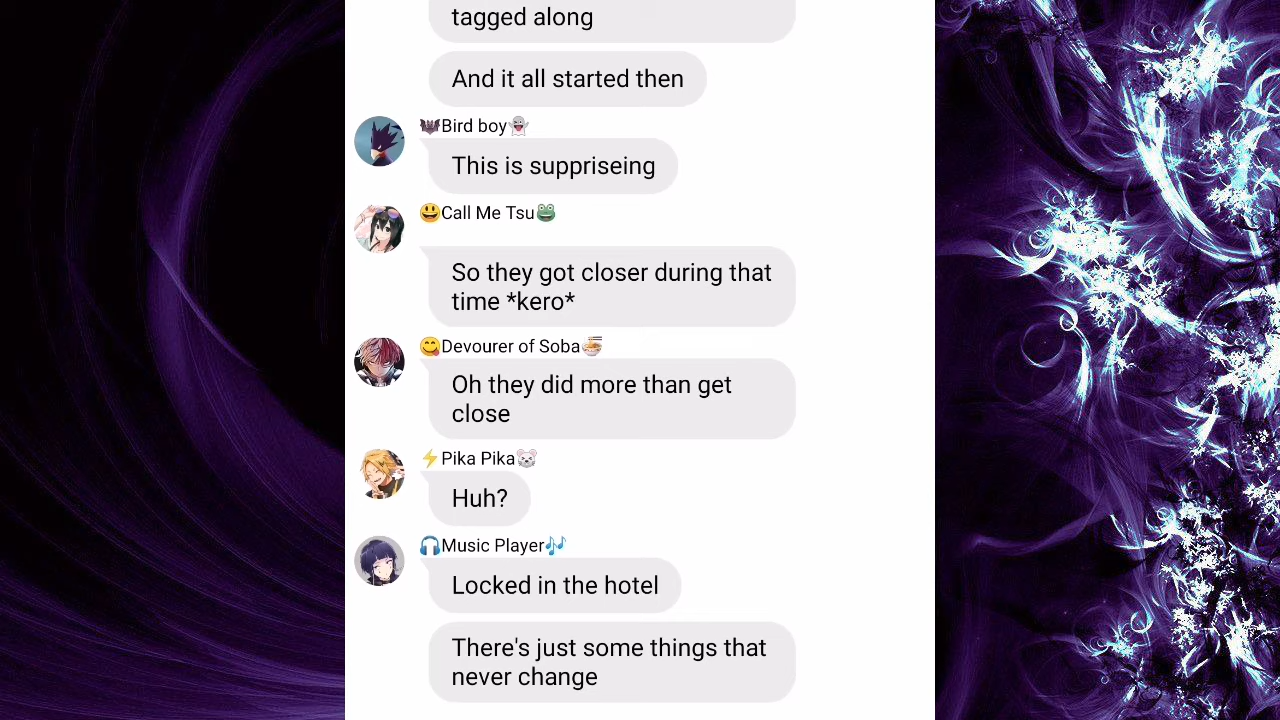 tagged along
And it all started then
🦇Bird boy👻
This is suppriseing
😃Call Me Tsu🐸
So they got closer during that
time *kero*
😋Devourer of Soba🍜
Oh they did more than get
close
⚡Pika Pika🐭
Huh?
🎧Music Player🎶
Locked in the hotel
There's just some things that
never change